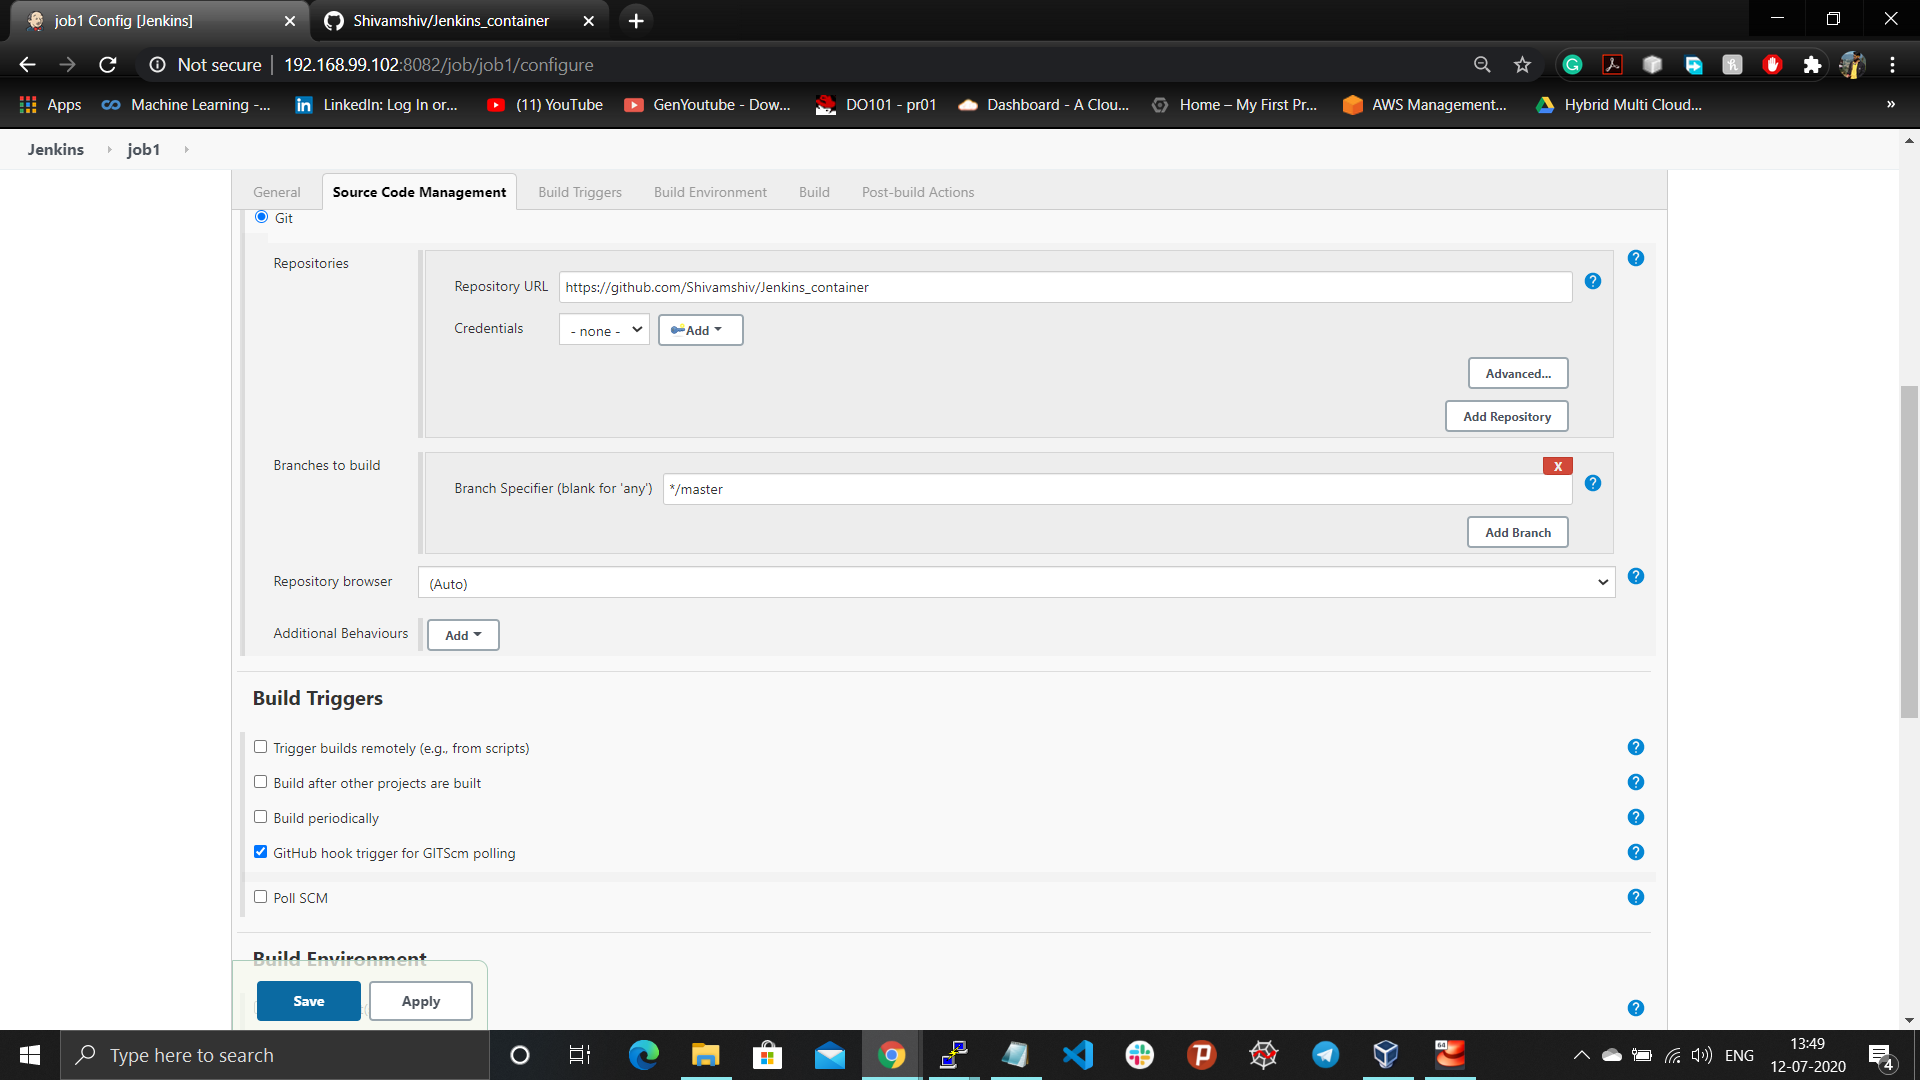 job1 Config [Jenkins]
Shivamshiv/Jenkins_container
Not secure
192.168.99.102:8082/job/job1/configure
Apps
Machine Learning -...
LinkedIn: Log In or...
(11) YouTube
GenYoutube - Dow...
DO101 - pr01
Dashboard - A Clou...
Home – My First Pr...
AWS Management...
Hybrid Multi Cloud...
»
Jenkins
job1
General
Source Code Management
Build Triggers
Build Environment
Build
Post-build Actions
Git
Repositories
Repository URL
https://github.com/Shivamshiv/Jenkins_container
Credentials
- none -
Add
Advanced...
Add Repository
Branches to build
X
Branch Specifier (blank for 'any')
*/master
Add Branch
Repository browser
(Auto)
Additional Behaviours
Add
Build Triggers
Trigger builds remotely (e.g., from scripts)
Build after other projects are built
Build periodically
GitHub hook trigger for GITScm polling
Poll SCM
Build Environment
Save
Apply
Type here to search
ENG
13:49
12-07-2020
4